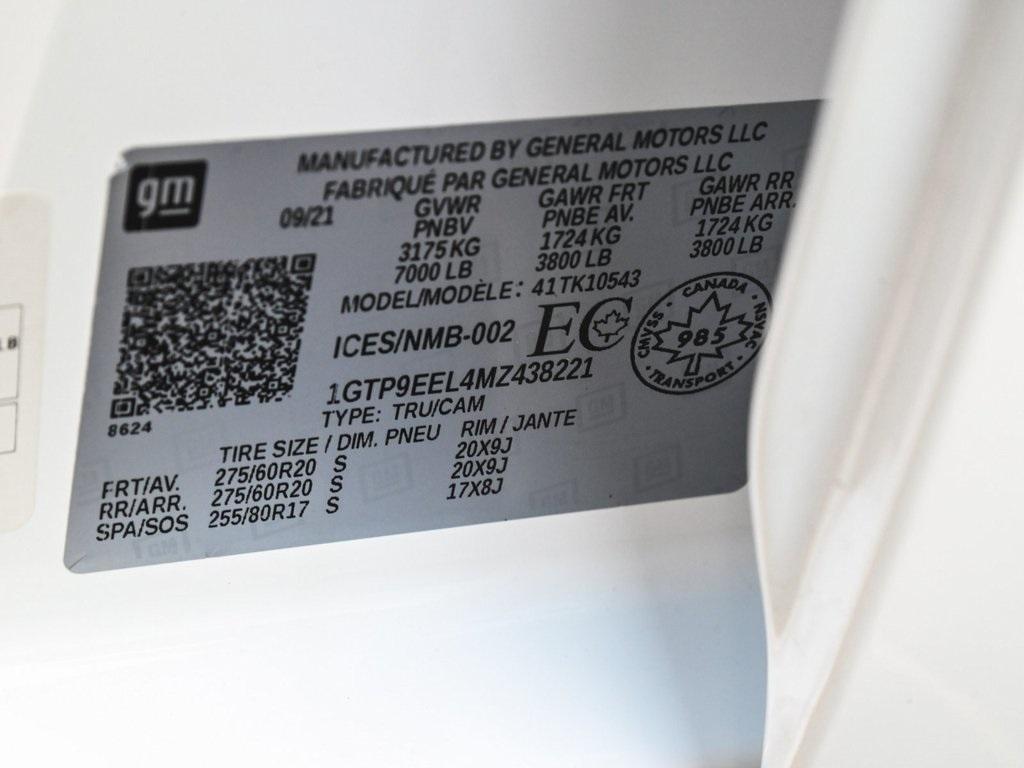 gm
MANUFACTURED BY GENERAL MOTORS LLC
FABRIQUÉ PAR GENERAL MOTORS LLC
09/21 GVWR GAWR FRT GAWR RR
PNBV PNBE AV. PNBE ARR.
3175 KG 1724 KG 1724 KG
7000 LB 3800 LB 3800 LB
MODEL/MODÈLE: 41TK10543
ICES/NMB-002 EC
CANADA
CMVSS 985 NSVAC
TRANSPORT
1GTP9EEL4MZ438221
8624 TYPE: TRU/CAM
TIRE SIZE / DIM. PNEU RIM / JANTE
FRT/AV. 275/60R20 S 20X9J
RR/ARR. 275/60R20 S 20X9J
SPA/SOS 255/80R17 S 17X8J
LB